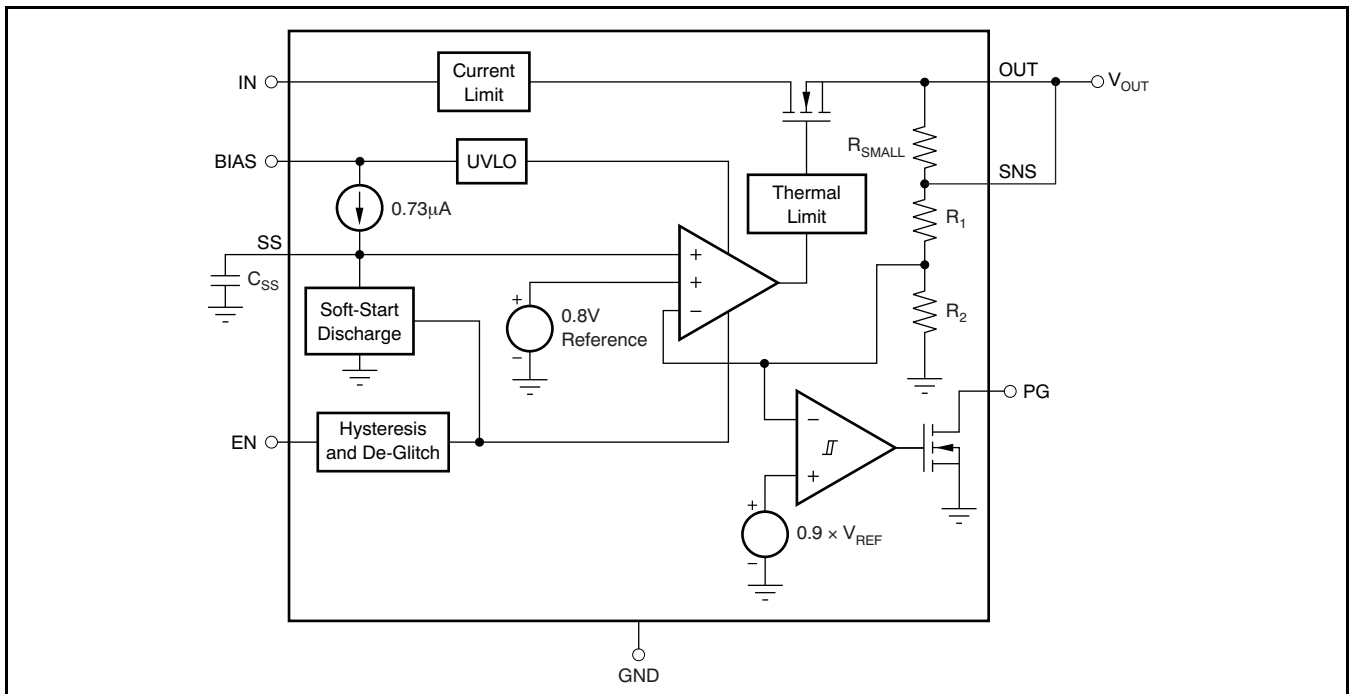 IN
Current
Limit
OUT
V_OUT
BIAS
UVLO
R_SMALL
SNS
0.73μA
Thermal
Limit
R_1
SS
+
+
−
C_SS
Soft-Start
Discharge
+
0.8V
Reference
−
R_2
PG
EN
Hysteresis
and De-Glitch
−
+
+
0.9 × V_REF
−
GND